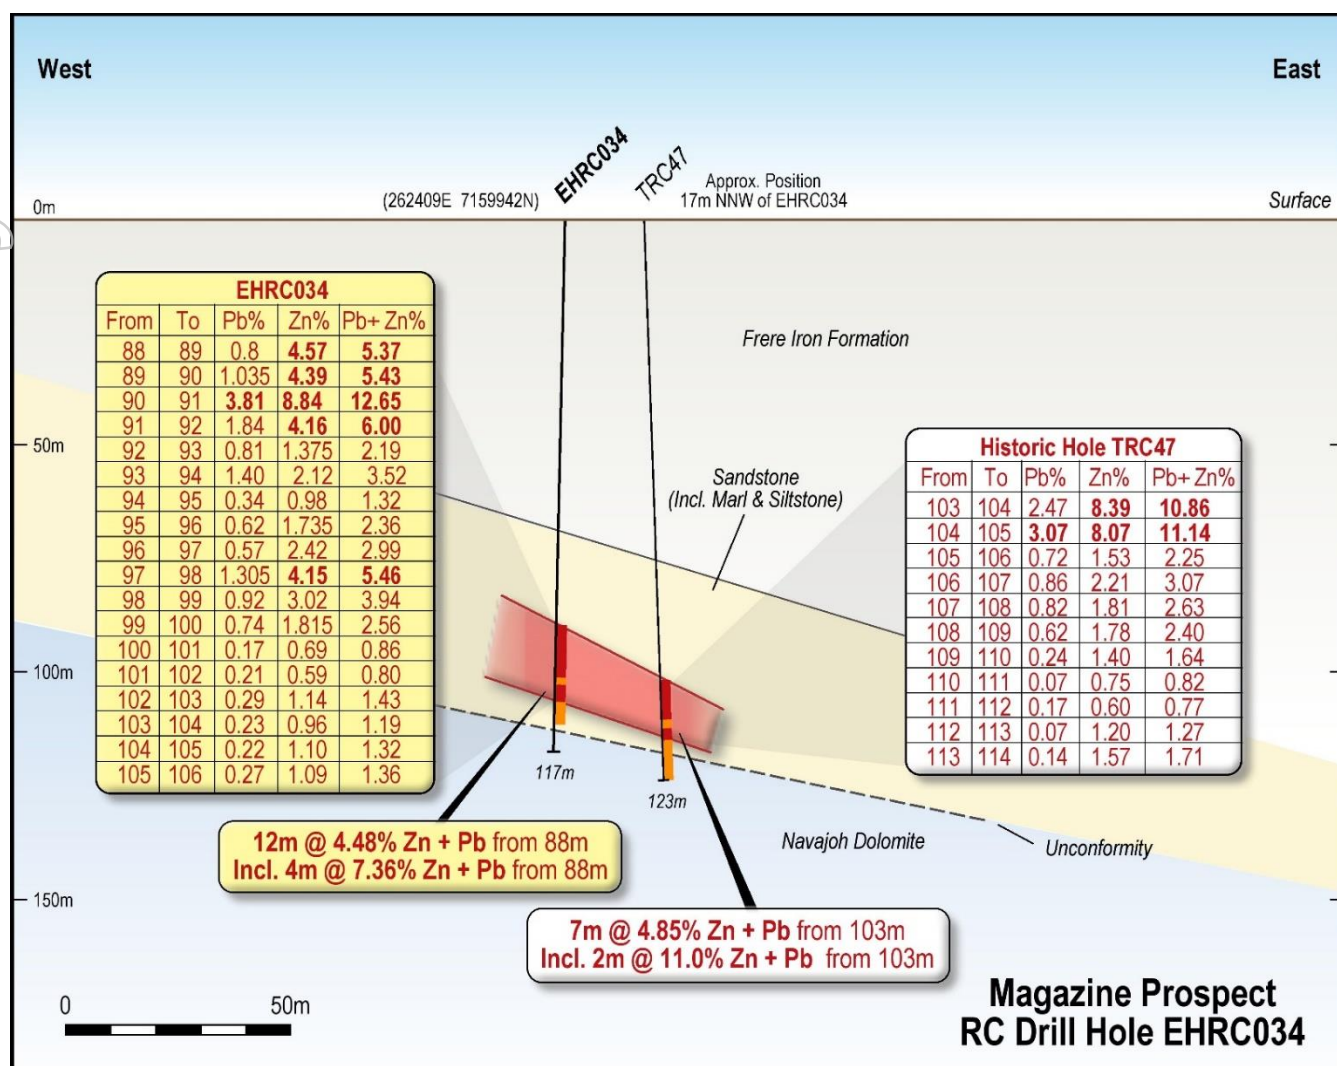 West
East
EHRC034
TRC47
(262409E 7159942N)
Approx. Position
17m NNW of EHRC034
0m
Surface
EHRC034
From To Pb% Zn% Pb+ Zn%
88 89 0.8 4.57 5.37
89 90 1.035 4.39 5.43
90 91 3.81 8.84 12.65
91 92 1.84 4.16 6.00
92 93 0.81 1.375 2.19
93 94 1.40 2.12 3.52
94 95 0.34 0.98 1.32
95 96 0.62 1.735 2.36
96 97 0.57 2.42 2.99
97 98 1.305 4.15 5.46
98 99 0.92 3.02 3.94
99 100 0.74 1.815 2.56
100 101 0.17 0.69 0.86
101 102 0.21 0.59 0.80
102 103 0.29 1.14 1.43
103 104 0.23 0.96 1.19
104 105 0.22 1.10 1.32
105 106 0.27 1.09 1.36
Frere Iron Formation
50m
Sandstone
(Incl. Marl & Siltstone)
Historic Hole TRC47
From To Pb% Zn% Pb+ Zn%
103 104 2.47 8.39 10.86
104 105 3.07 8.07 11.14
105 106 0.72 1.53 2.25
106 107 0.86 2.21 3.07
107 108 0.82 1.81 2.63
108 109 0.62 1.78 2.40
109 110 0.24 1.40 1.64
110 111 0.07 0.75 0.82
111 112 0.17 0.60 0.77
112 113 0.07 1.20 1.27
113 114 0.14 1.57 1.71
100m
117m
123m
12m @ 4.48% Zn + Pb from 88m
Incl. 4m @ 7.36% Zn + Pb from 88m
Navajoh Dolomite
Unconformity
150m
7m @ 4.85% Zn + Pb from 103m
Incl. 2m @ 11.0% Zn + Pb from 103m
0 50m
Magazine Prospect
RC Drill Hole EHRC034